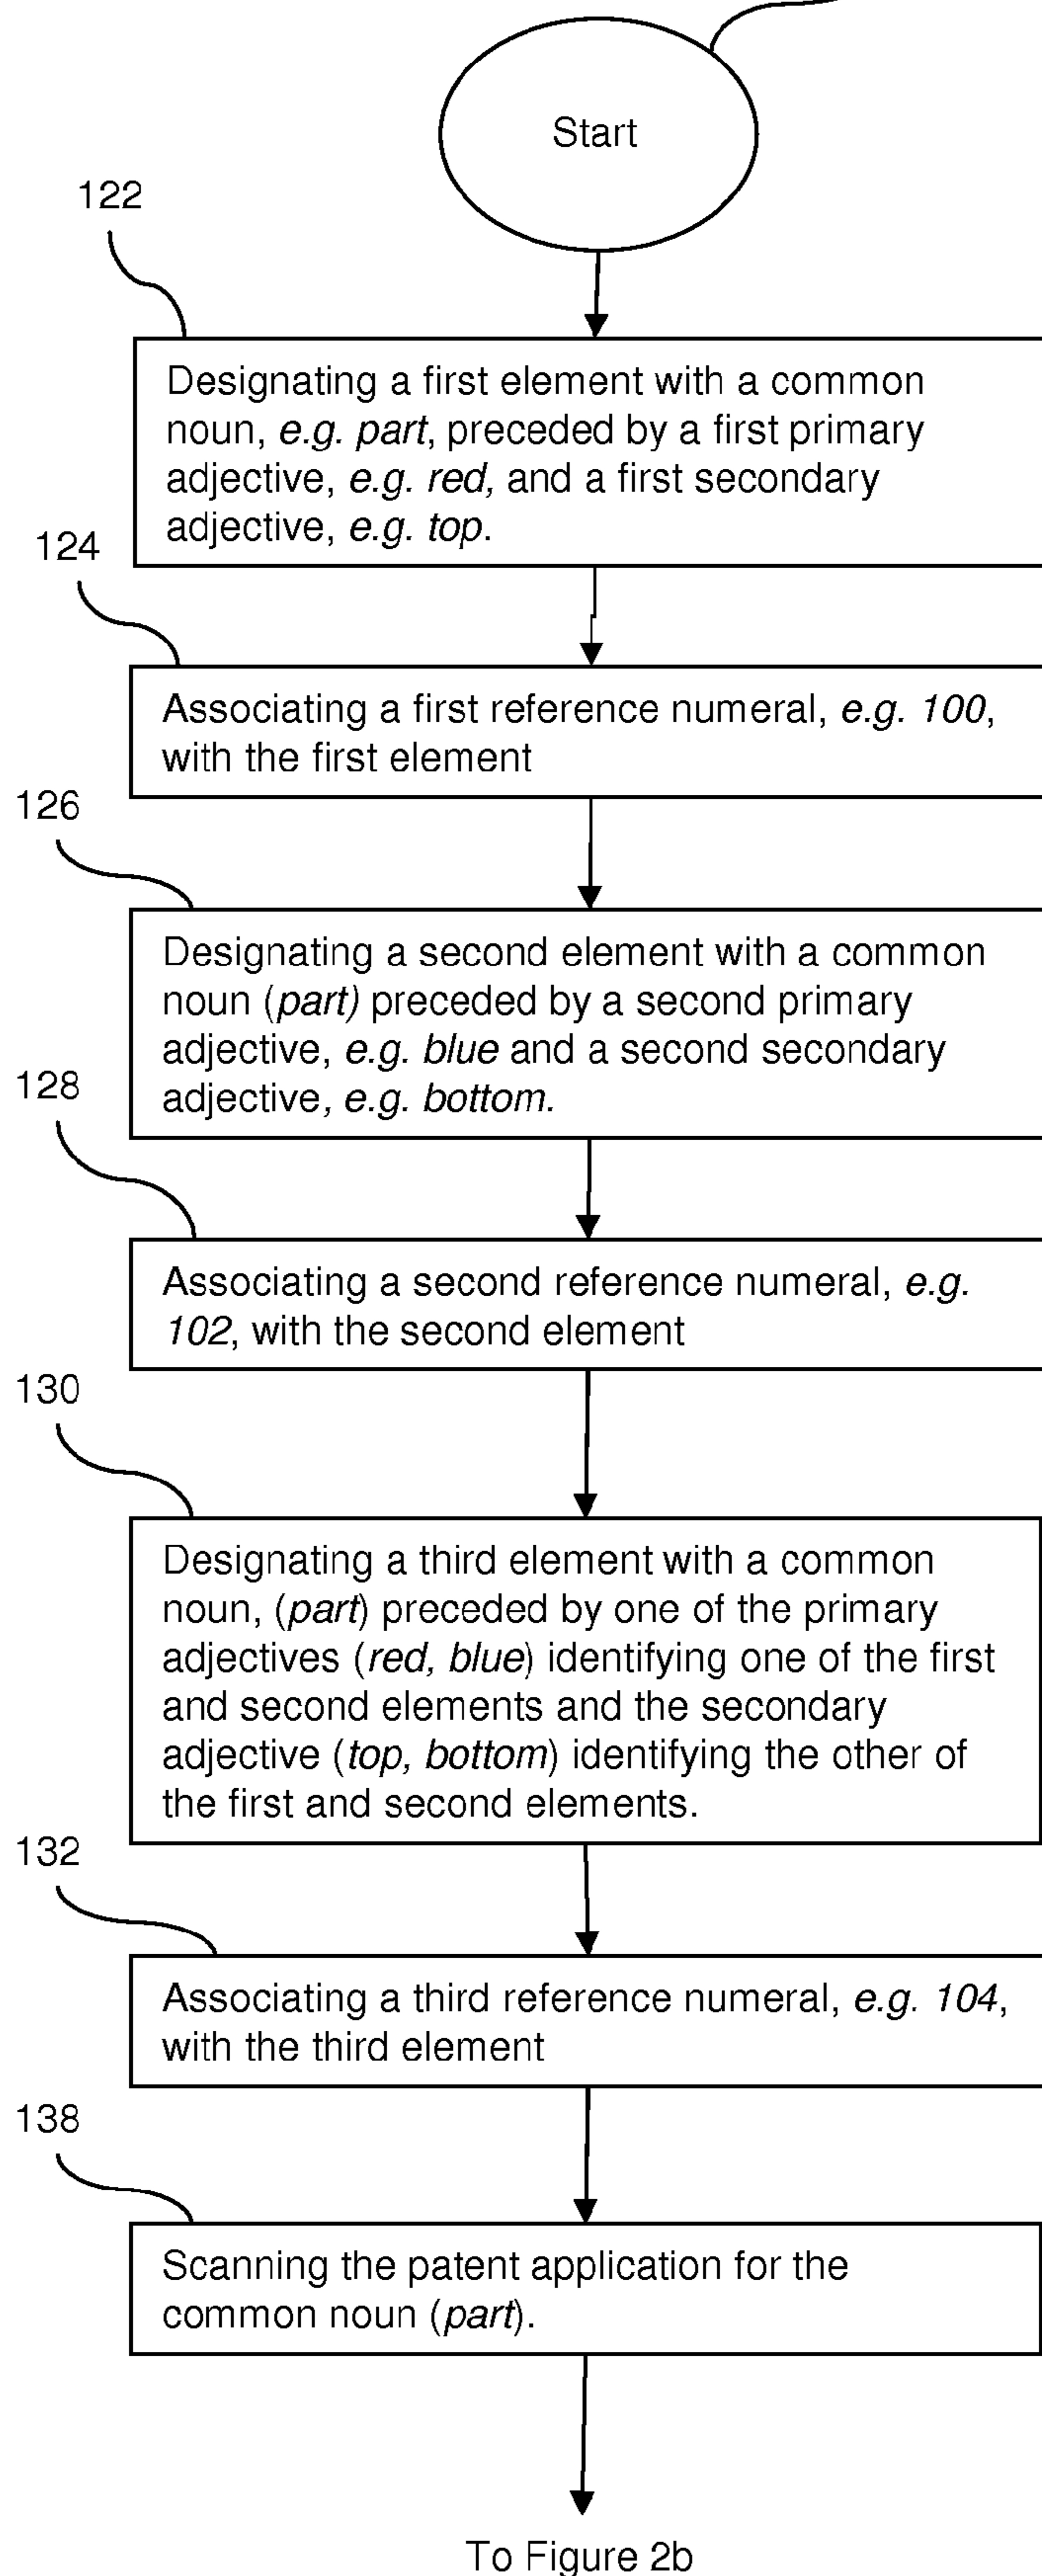 Start
122
Designating a first element with a common
noun, e.g. part, preceded by a first primary
adjective, e.g. red, and a first secondary
adjective, e.g. top.
124
Associating a first reference numeral, e.g. 100,
with the first element
126
Designating a second element with a common
noun (part) preceded by a second primary
adjective, e.g. blue and a second secondary
adjective, e.g. bottom.
128
Associating a second reference numeral, e.g.
102, with the second element
130
Designating a third element with a common
noun, (part) preceded by one of the primary
adjectives (red, blue) identifying one of the first
and second elements and the secondary
adjective (top, bottom) identifying the other of
the first and second elements.
132
Associating a third reference numeral, e.g. 104,
with the third element
138
Scanning the patent application for the
common noun (part).
To Figure 2b